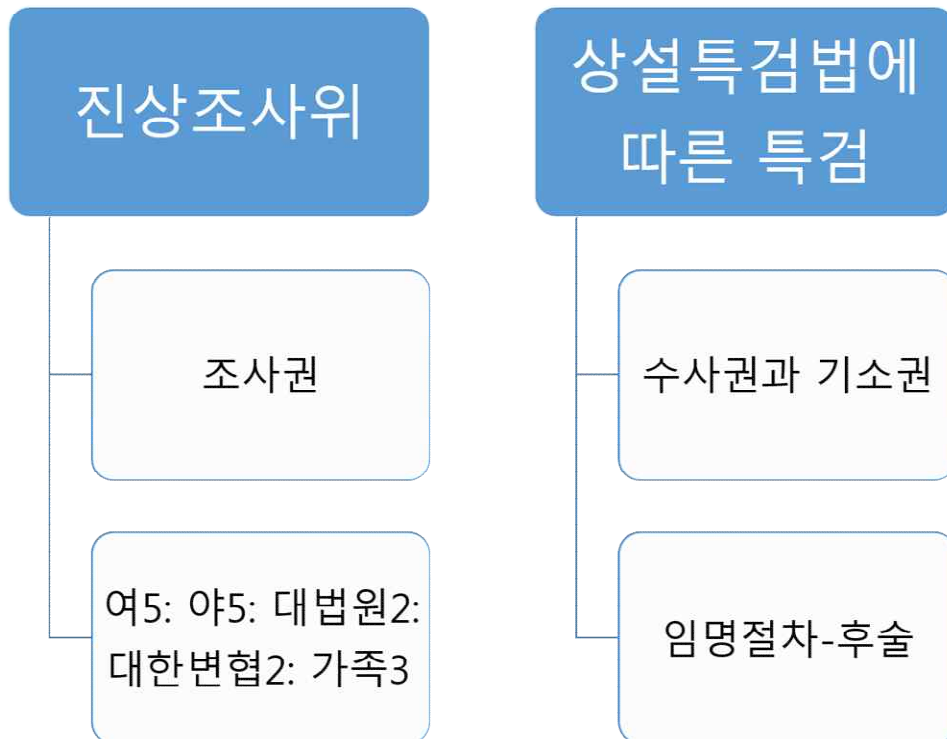 진상조사위
조사권
여5: 야5: 대법원2:
대한변협2: 가족3
상설특검법에
따른 특검
수사권과 기소권
임명절차-후술